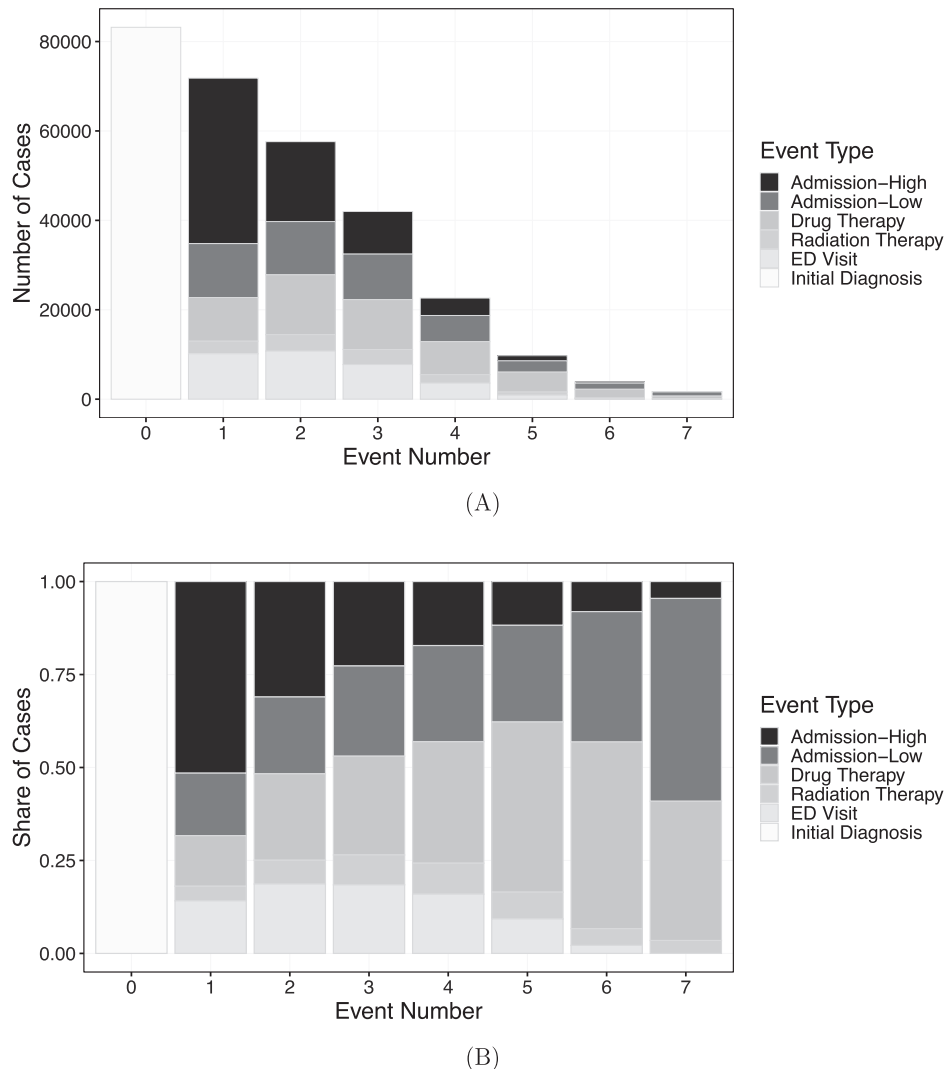 80000
60000
40000
20000
0
Number of Cases
0 1 2 3 4 5 6 7
Event Number
Event Type
Admission−High
Admission−Low
Drug Therapy
Radiation Therapy
ED Visit
Initial Diagnosis
(A)
1.00
0.75
0.50
0.25
0.00
Share of Cases
0 1 2 3 4 5 6 7
Event Number
Event Type
Admission−High
Admission−Low
Drug Therapy
Radiation Therapy
ED Visit
Initial Diagnosis
(B)